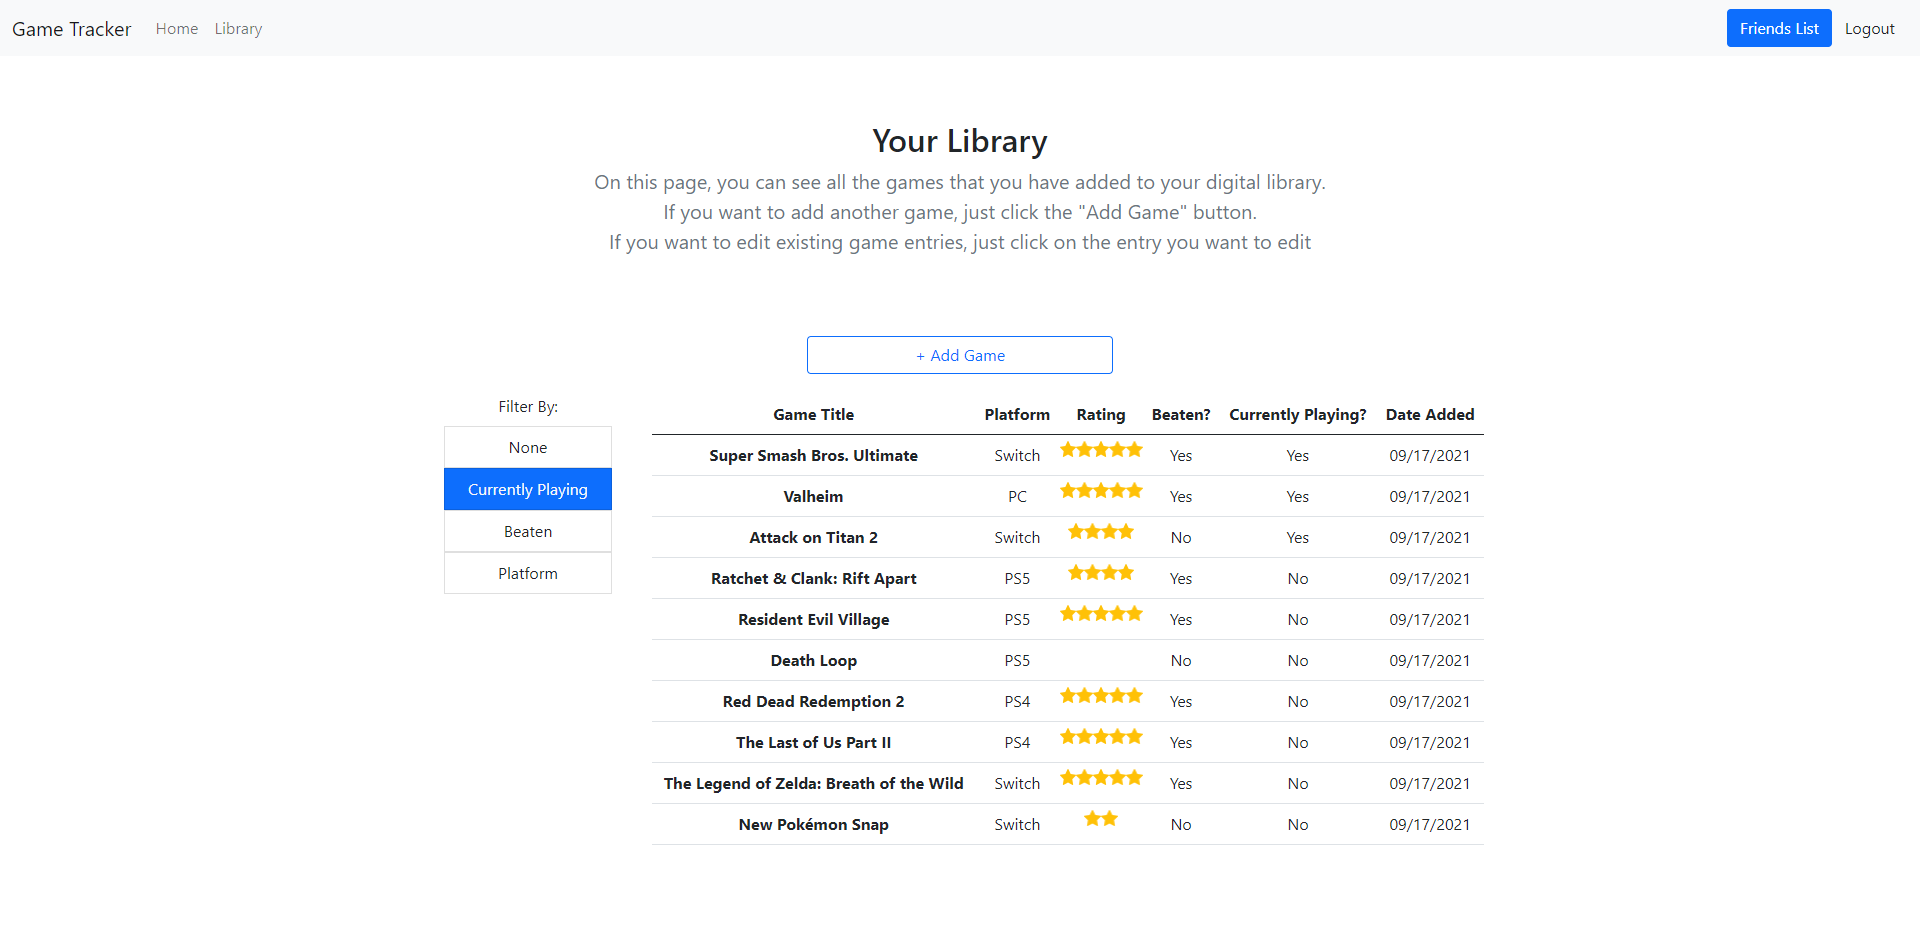 Game Tracker Home Library Friends List Logout
Your Library
On this page, you can see all the games that you have added to your digital library.
If you want to add another game, just click the "Add Game" button.
If you want to edit existing game entries, just click on the entry you want to edit
+ Add Game
Filter By:
None
Currently Playing
Beaten
Platform
Game Title Platform Rating Beaten? Currently Playing? Date Added
Super Smash Bros. Ultimate Switch Yes Yes 09/17/2021
Valheim PC Yes Yes 09/17/2021
Attack on Titan 2 Switch No Yes 09/17/2021
Ratchet & Clank: Rift Apart PS5 Yes No 09/17/2021
Resident Evil Village PS5 Yes No 09/17/2021
Death Loop PS5 No No 09/17/2021
Red Dead Redemption 2 PS4 Yes No 09/17/2021
The Last of Us Part II PS4 Yes No 09/17/2021
The Legend of Zelda: Breath of the Wild Switch Yes No 09/17/2021
New Pokémon Snap Switch No No 09/17/2021